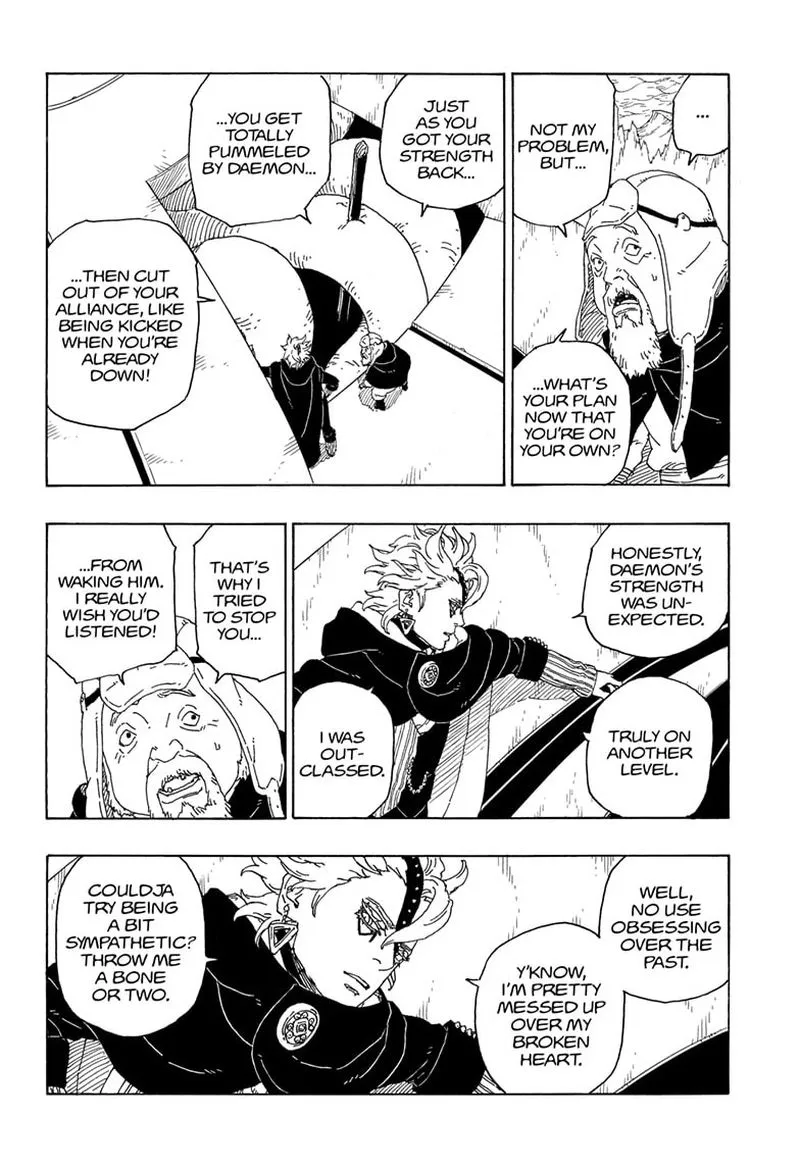 ...
NOT MY
PROBLEM,
BUT...
...WHAT'S
YOUR PLAN
NOW THAT
YOU'RE ON
YOUR OWN?
JUST
AS YOU
GOT YOUR
STRENGTH
BACK...
...YOU GET
TOTALLY
PUMMELED
BY DAEMON...
...THEN CUT
OUT OF YOUR
ALLIANCE, LIKE
BEING KICKED
WHEN YOU'RE
ALREADY
DOWN!
HONESTLY,
DAEMON'S
STRENGTH
WAS UN-
EXPECTED.
TRULY ON
ANOTHER
LEVEL.
I WAS
OUT-
CLASSED.
THAT'S
WHY I
TRIED
TO STOP
YOU...
...FROM
WAKING HIM.
I REALLY
WISH YOU'D
LISTENED!
WELL,
NO USE
OBSESSING
OVER THE
PAST.
Y'KNOW,
I'M PRETTY
MESSED UP
OVER MY
BROKEN
HEART.
COULDJA
TRY BEING
A BIT
SYMPATHETIC?
THROW ME
A BONE
OR TWO.